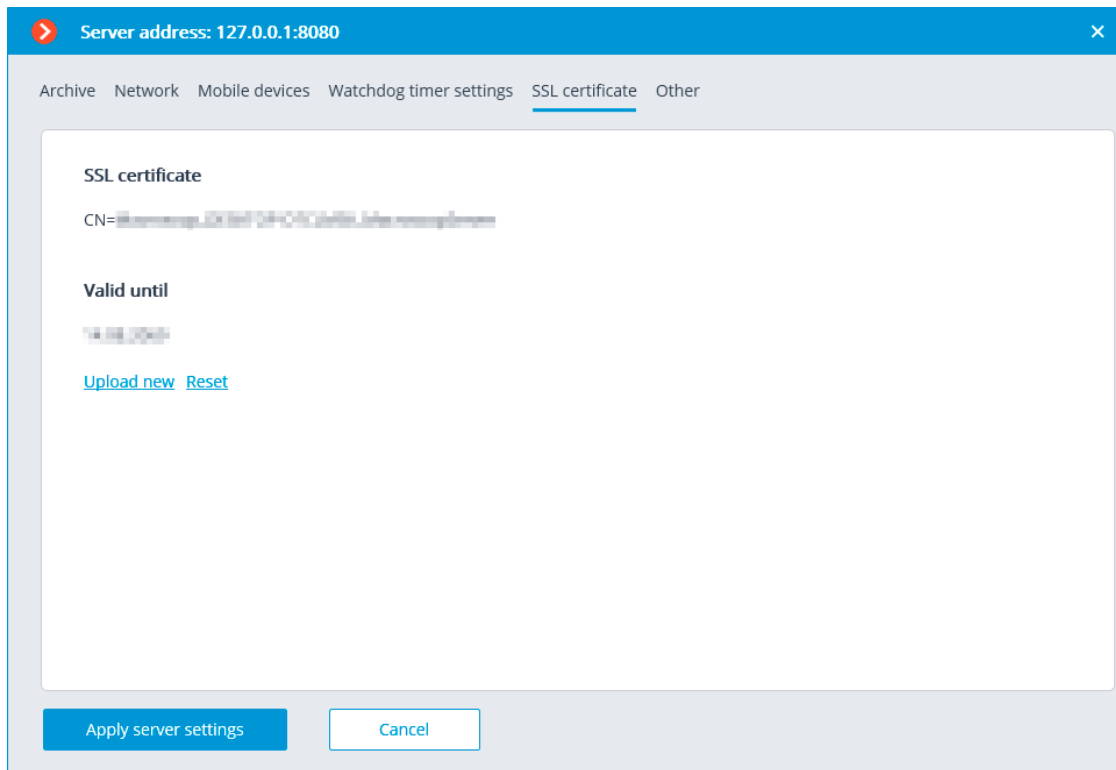 Server address: 127.0.0.1:8080
Archive Network Mobile devices Watchdog timer settings SSL certificate Other
SSL certificate
CN=
Valid until
Upload new Reset
Apply server settings Cancel